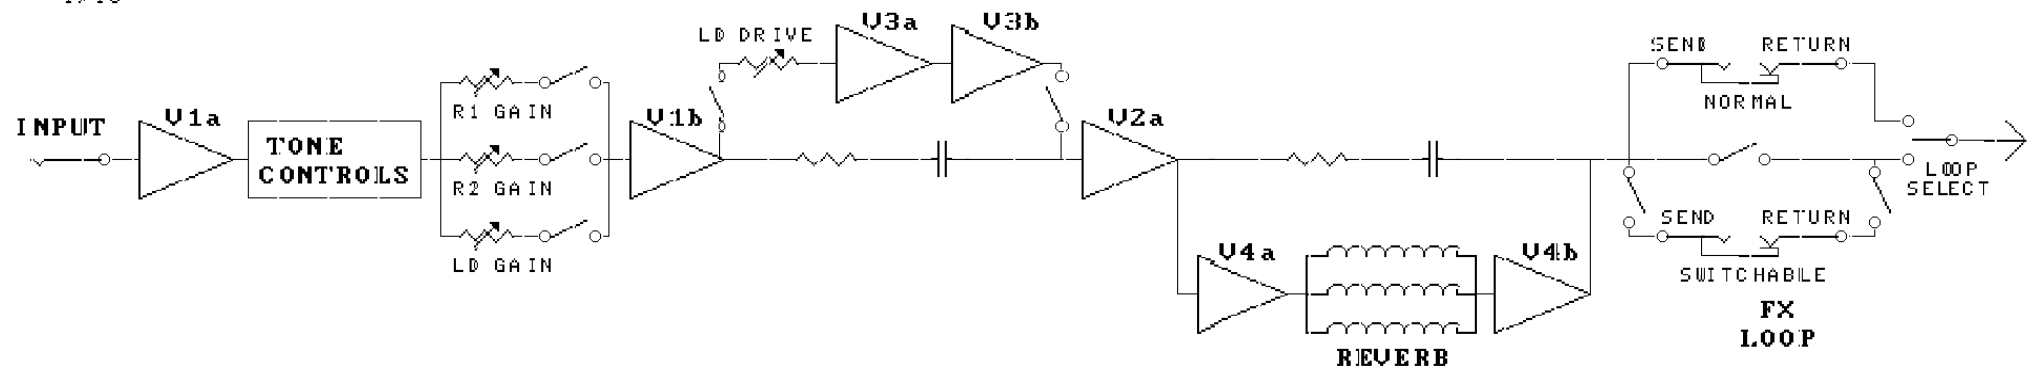 INPUT
V1a
TONE
CONTROLS
R1 GAIN
R2 GAIN
LD GAIN
V1b
LD DRIVE
V3a
V3b
V2a
V4a
REVERB
V4b
SEND
RETURN
NORMAL
LOOP
SELECT
SEND
RETURN
SWITCHABLE
FX
LOOP